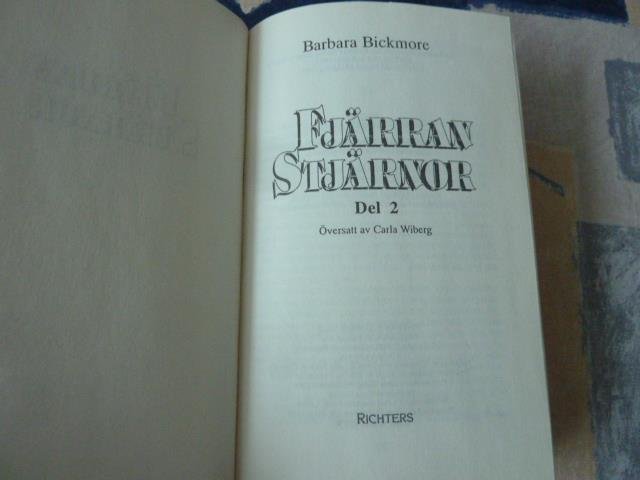 Barbara Bickmore
FJÄRRAN
STJÄRNOR
Del 2
Översatt av Carla Wiberg
RICHTERS